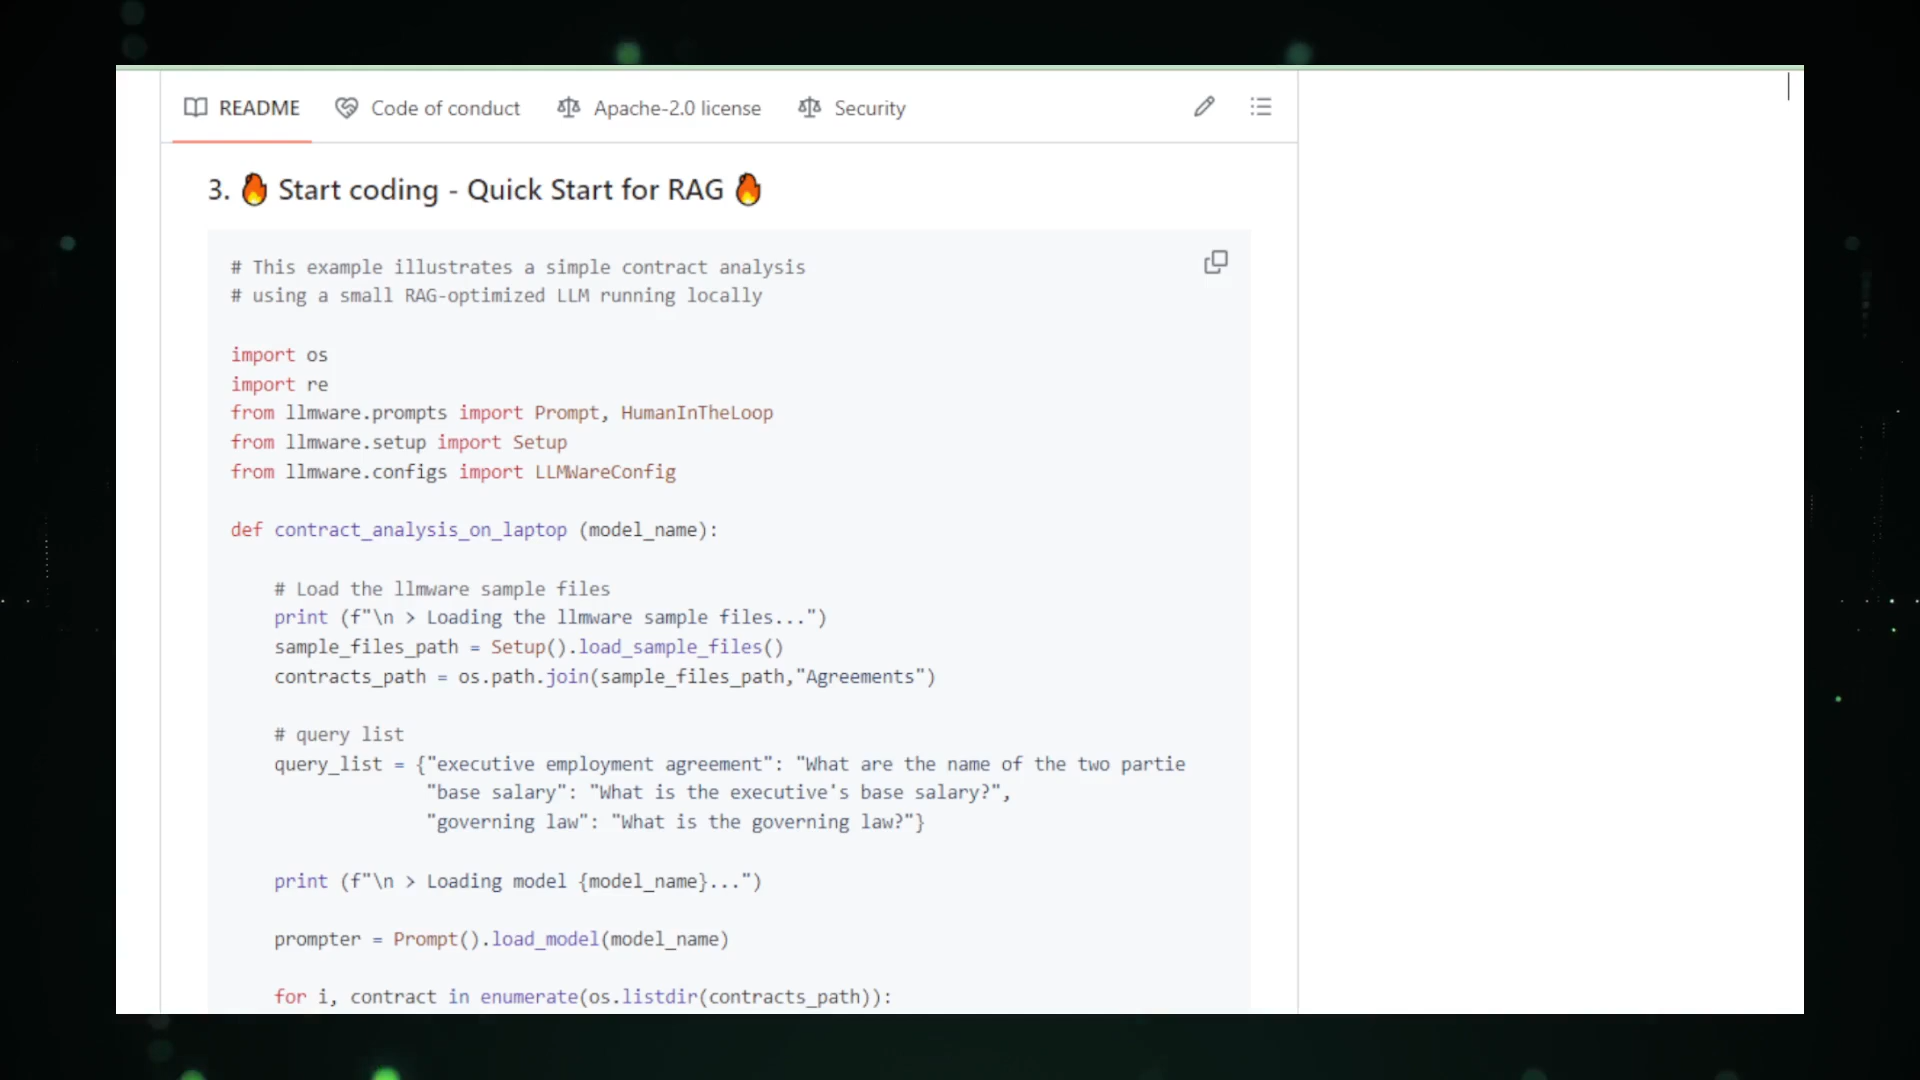 README Code of conduct Apache-2.0 license Security
3. 🔥 Start coding - Quick Start for RAG 🔥
# This example illustrates a simple contract analysis
# using a small RAG-optimized LLM running locally
import os
import re
from llmware.prompts import Prompt, HumanInTheLoop
from llmware.setup import Setup
from llmware.configs import LLMWareConfig
def contract_analysis_on_laptop (model_name):
# Load the llmware sample files
print (f"\n > Loading the llmware sample files...")
sample_files_path = Setup().load_sample_files()
contracts_path = os.path.join(sample_files_path,"Agreements")
# query list
query_list = {"executive employment agreement": "What are the name of the two partie
"base salary": "What is the executive's base salary?",
"governing law": "What is the governing law?"}
print (f"\n > Loading model {model_name}...")
prompter = Prompt().load_model(model_name)
for i, contract in enumerate(os.listdir(contracts_path)):